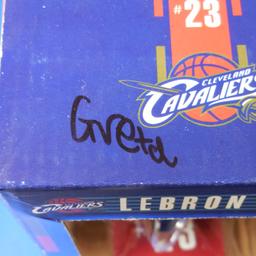 #23
CLEVELAND
CAVALIERS
Greta
CAVALIERS LEBRON